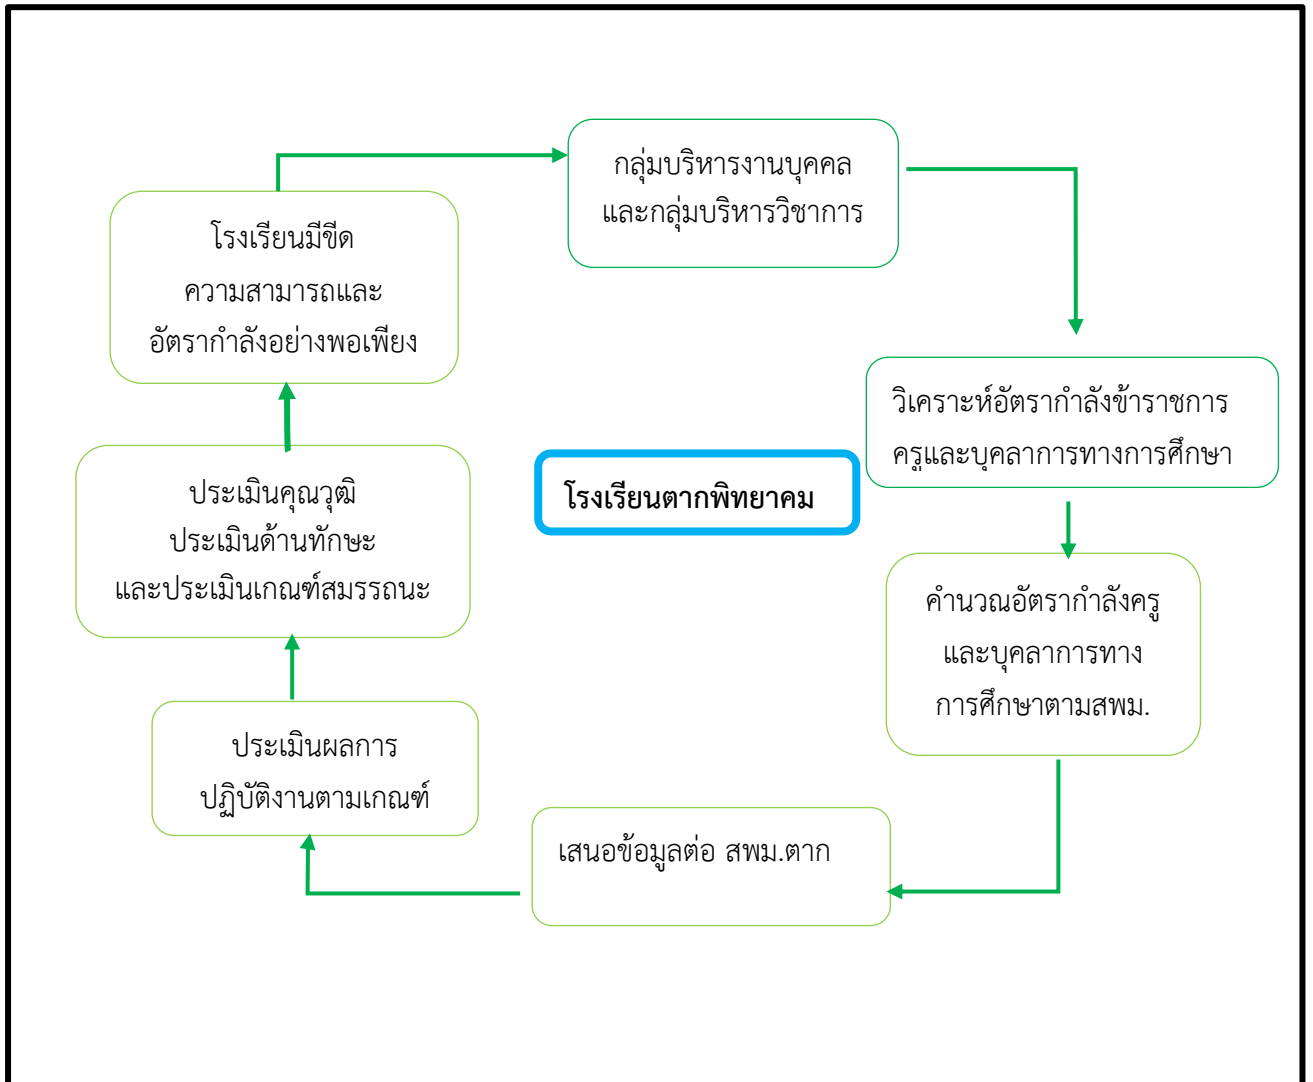 กลุ่มบริหารงานบุคคล
และกลุ่มบริหารวิชาการ
วิเคราะห์อัตรากำลังข้าราชการ
ครูและบุคลาการทางการศึกษา
คำนวณอัตรากำลังครู
และบุคลาการทาง
การศึกษาตามสพม.
เสนอข้อมูลต่อ สพม.ตาก
ประเมินผลการ
ปฏิบัติงานตามเกณฑ์
ประเมินคุณวุฒิ
ประเมินด้านทักษะ
และประเมินเกณฑ์สมรรถนะ
โรงเรียนมีขีด
ความสามารถและ
อัตรากำลังอย่างพอเพียง
โรงเรียนตากพิทยาคม